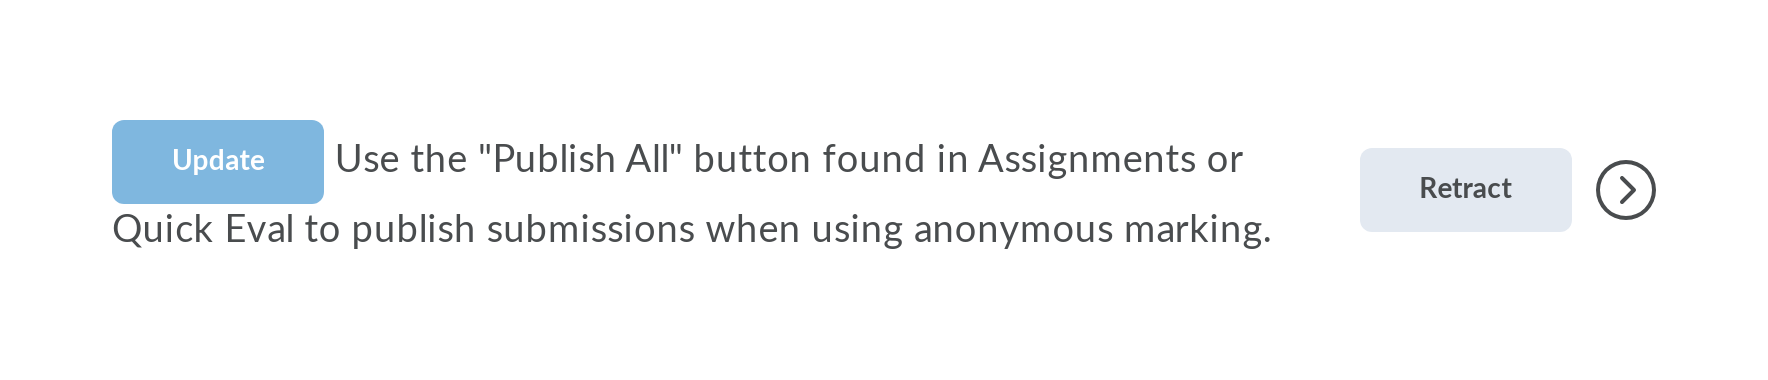 Update Use the "Publish All" button found in Assignments or
Quick Eval to publish submissions when using anonymous marking.
Retract